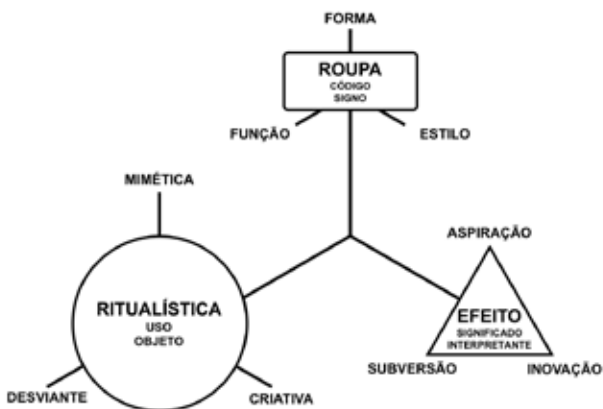 FORMA
ROUPA
CÓDIGO
SIGNO
FUNÇÃO
ESTILO
MIMÉTICA
RITUALÍSTICA
USO
OBJETO
DESVIANTE
CRIATIVA
ASPIRAÇÃO
EFEITO
SIGNIFICADO
INTERPRETANTE
SUBVERSÃO
INOVAÇÃO